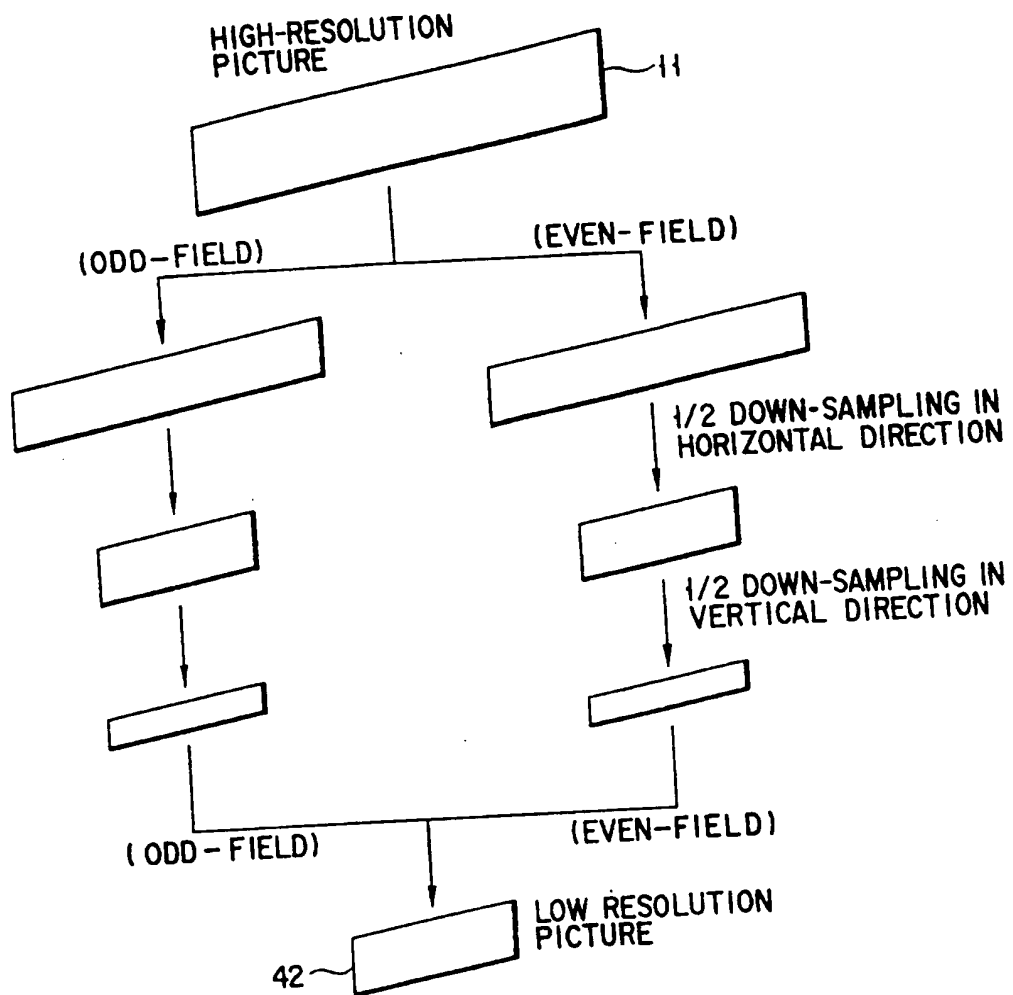 HIGH-RESOLUTION
PICTURE
11
(ODD-FIELD)
(EVEN-FIELD)
1/2 DOWN-SAMPLING IN
HORIZONTAL DIRECTION
1/2 DOWN-SAMPLING IN
VERTICAL DIRECTION
(ODD-FIELD)
(EVEN-FIELD)
LOW RESOLUTION
PICTURE
42